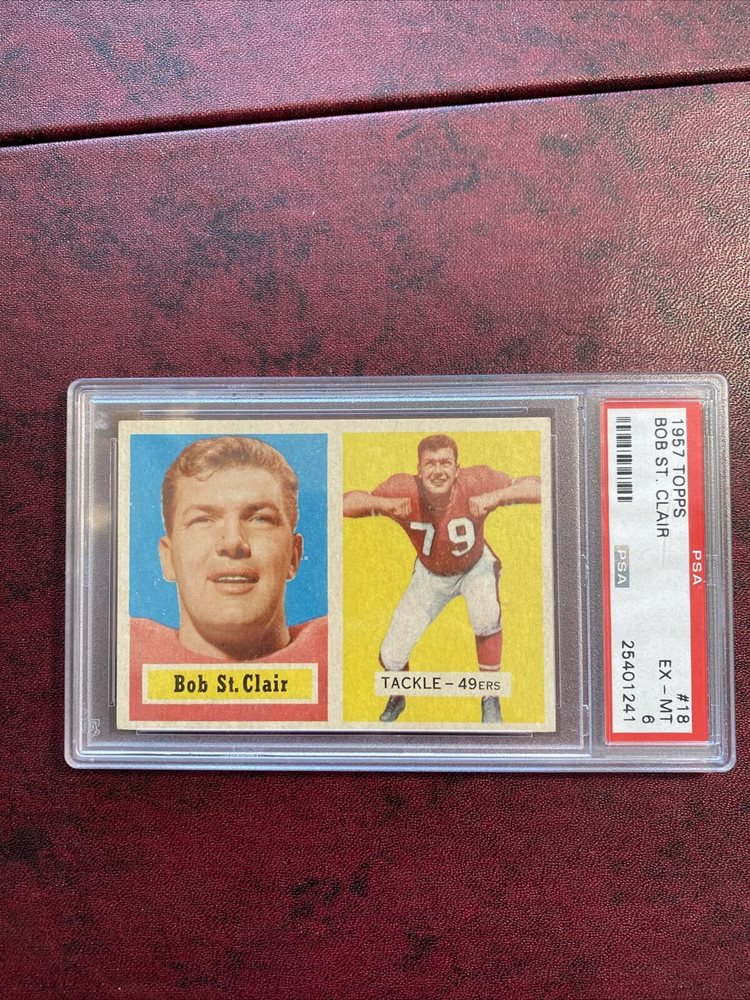 Bob St. Clair
79
TACKLE – 49ERS
1957 TOPPS #18
BOB ST. CLAIR EX - MT
PSA 6
PSA 25401241